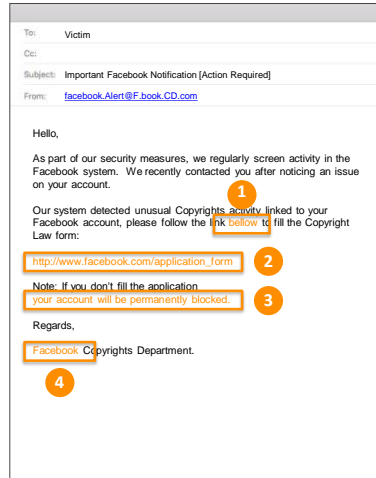 To: Victim
Cc:
Subject: Important Facebook Notification [Action Required]
From: facebook.Alert@F.book.CD.com
Hello,
As part of our security measures, we regularly screen activity in the
Facebook system. We recently contacted you after noticing an issue
on your account.
1
Our system detected unusual Copyrights activity linked to your
Facebook account, please follow the link bellow to fill the Copyright
Law form:
http://www.facebook.com/application_form 2
Note: If you don't fill the application
your account will be permanently blocked. 3
Regards,
Facebook Copyrights Department.
4